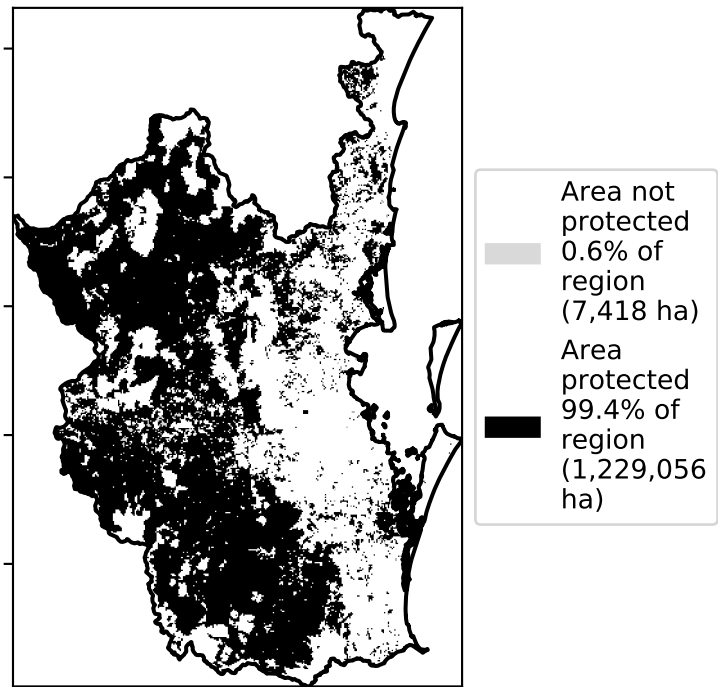 Area not
protected
0.6% of
region
(7,418 ha)
Area
protected
99.4% of
region
(1,229,056
ha)